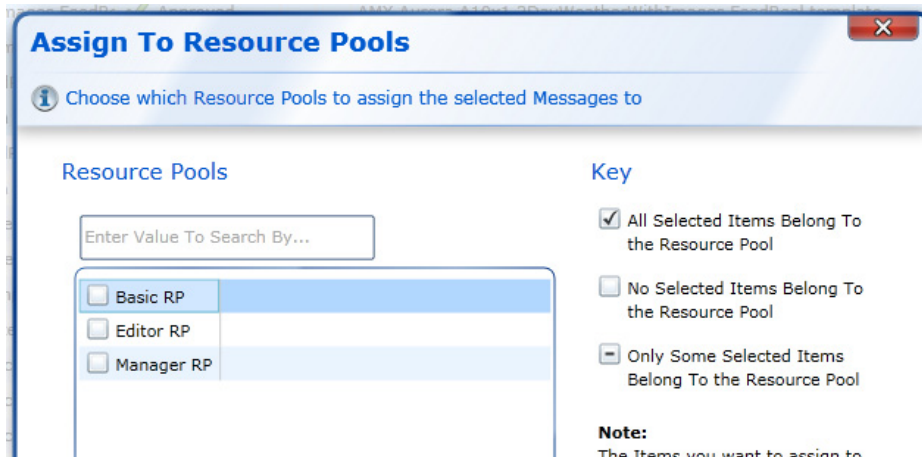 Approved
Assign To Resource Pools
Choose which Resource Pools to assign the selected Messages to
Resource Pools
Enter Value To Search By...
Basic RP
Editor RP
Manager RP
Key
All Selected Items Belong To
the Resource Pool
No Selected Items Belong To
the Resource Pool
Only Some Selected Items
Belong To the Resource Pool
Note:
The Items you want to assign to